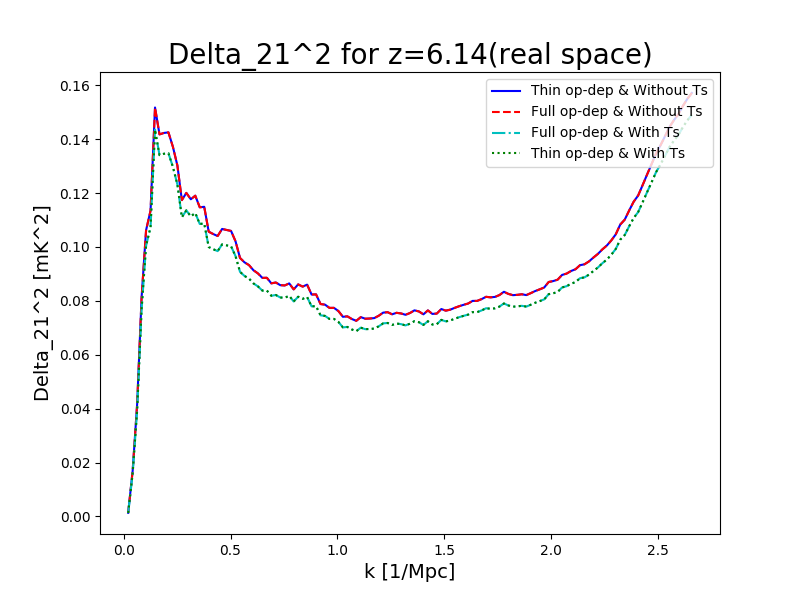 Delta_21^2 for z=6.14(real space)
Thin op-dep & Without Ts
Full op-dep & Without Ts
Full op-dep & With Ts
Thin op-dep & With Ts
Delta_21^2 [mK^2]
0.16
0.14
0.12
0.10
0.08
0.06
0.04
0.02
0.00
0.0 0.5 1.0 1.5 2.0 2.5
k [1/Mpc]